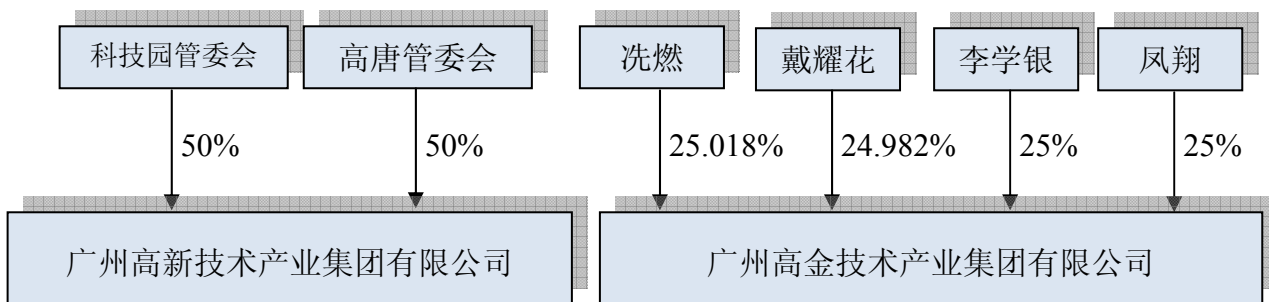 科技园管委会 高唐管委会 冼燃 戴耀花 李学银 凤翔
50% 50% 25.018% 24.982% 25% 25%
广州高新技术产业集团有限公司 广州高金技术产业集团有限公司